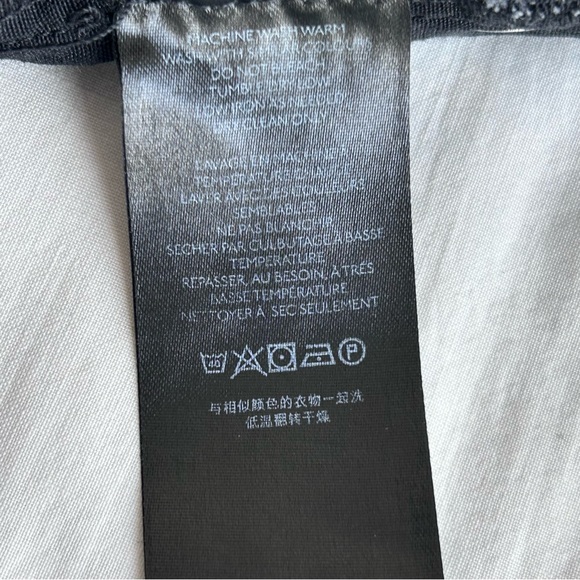 MACHINE WASH WARM
WASH WITH SIMILAR COLOURS
DO NOT BLEACH
TUMBLE DRY LOW
LOW IRON AS NEEDED
DRY CLEAN ONLY
LAVAGE EN MACHINE À
TEMPÉRATURE CHAUDE
LAVER AVEC DES COULEURS
SEMBLABLES
NE PAS BLANCHIR
SÉCHER PAR CULBUTAGE À BASSE
TEMPÉRATURE
REPASSER, AU BESOIN, À TRÈS
BASSE TEMPÉRATURE
NETTOYER À SEC SEULEMENT
40 P
与相似颜色的衣物一起洗
低温翻转干燥